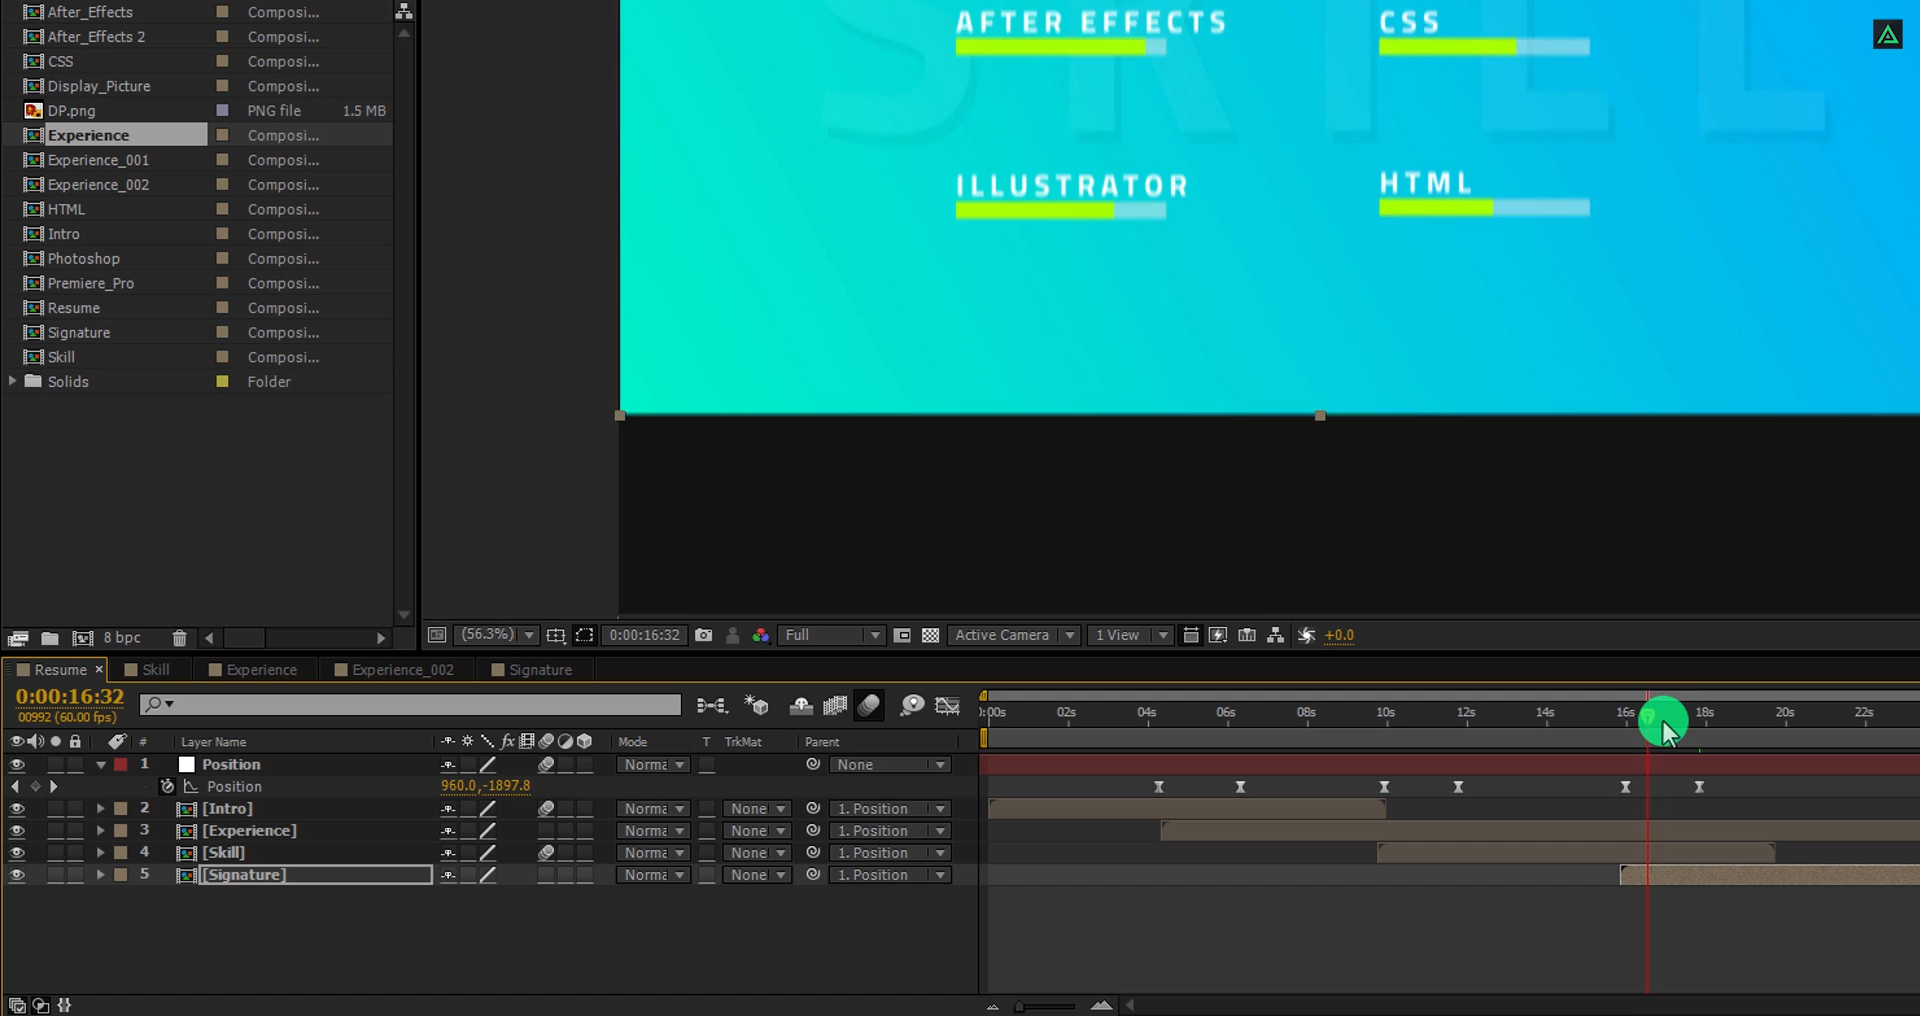 After_Effects Composi...
After_Effects 2 Composi...
CSS Composi...
Display_Picture Composi...
DP.png PNG file 1.5 MB
Experience Composi...
Experience_001 Composi...
Experience_002 Composi...
HTML Composi...
Intro Composi...
Photoshop Composi...
Premiere_Pro Composi...
Resume Composi...
Signature Composi...
Skill Composi...
Solids Folder
8 bpc
SKILL
AFTER EFFECTS
CSS
ILLUSTRATOR
HTML
(56.3%) 0:00:16:32 Full Active Camera 1 View +0.0
Resume × Skill Experience Experience_002 Signature
0:00:16:32
00992 (60.00 fps)
# Layer Name fx Mode T TrkMat Parent
):00s 02s 04s 06s 08s 10s 12s 14s 16s 18s 20s 22s
1 Position Norma None
Position 960.0,-1897.8
2 [Intro] Norma None 1. Position
3 [Experience] Norma None 1. Position
4 [Skill] Norma None 1. Position
5 [Signature] Norma None 1. Position